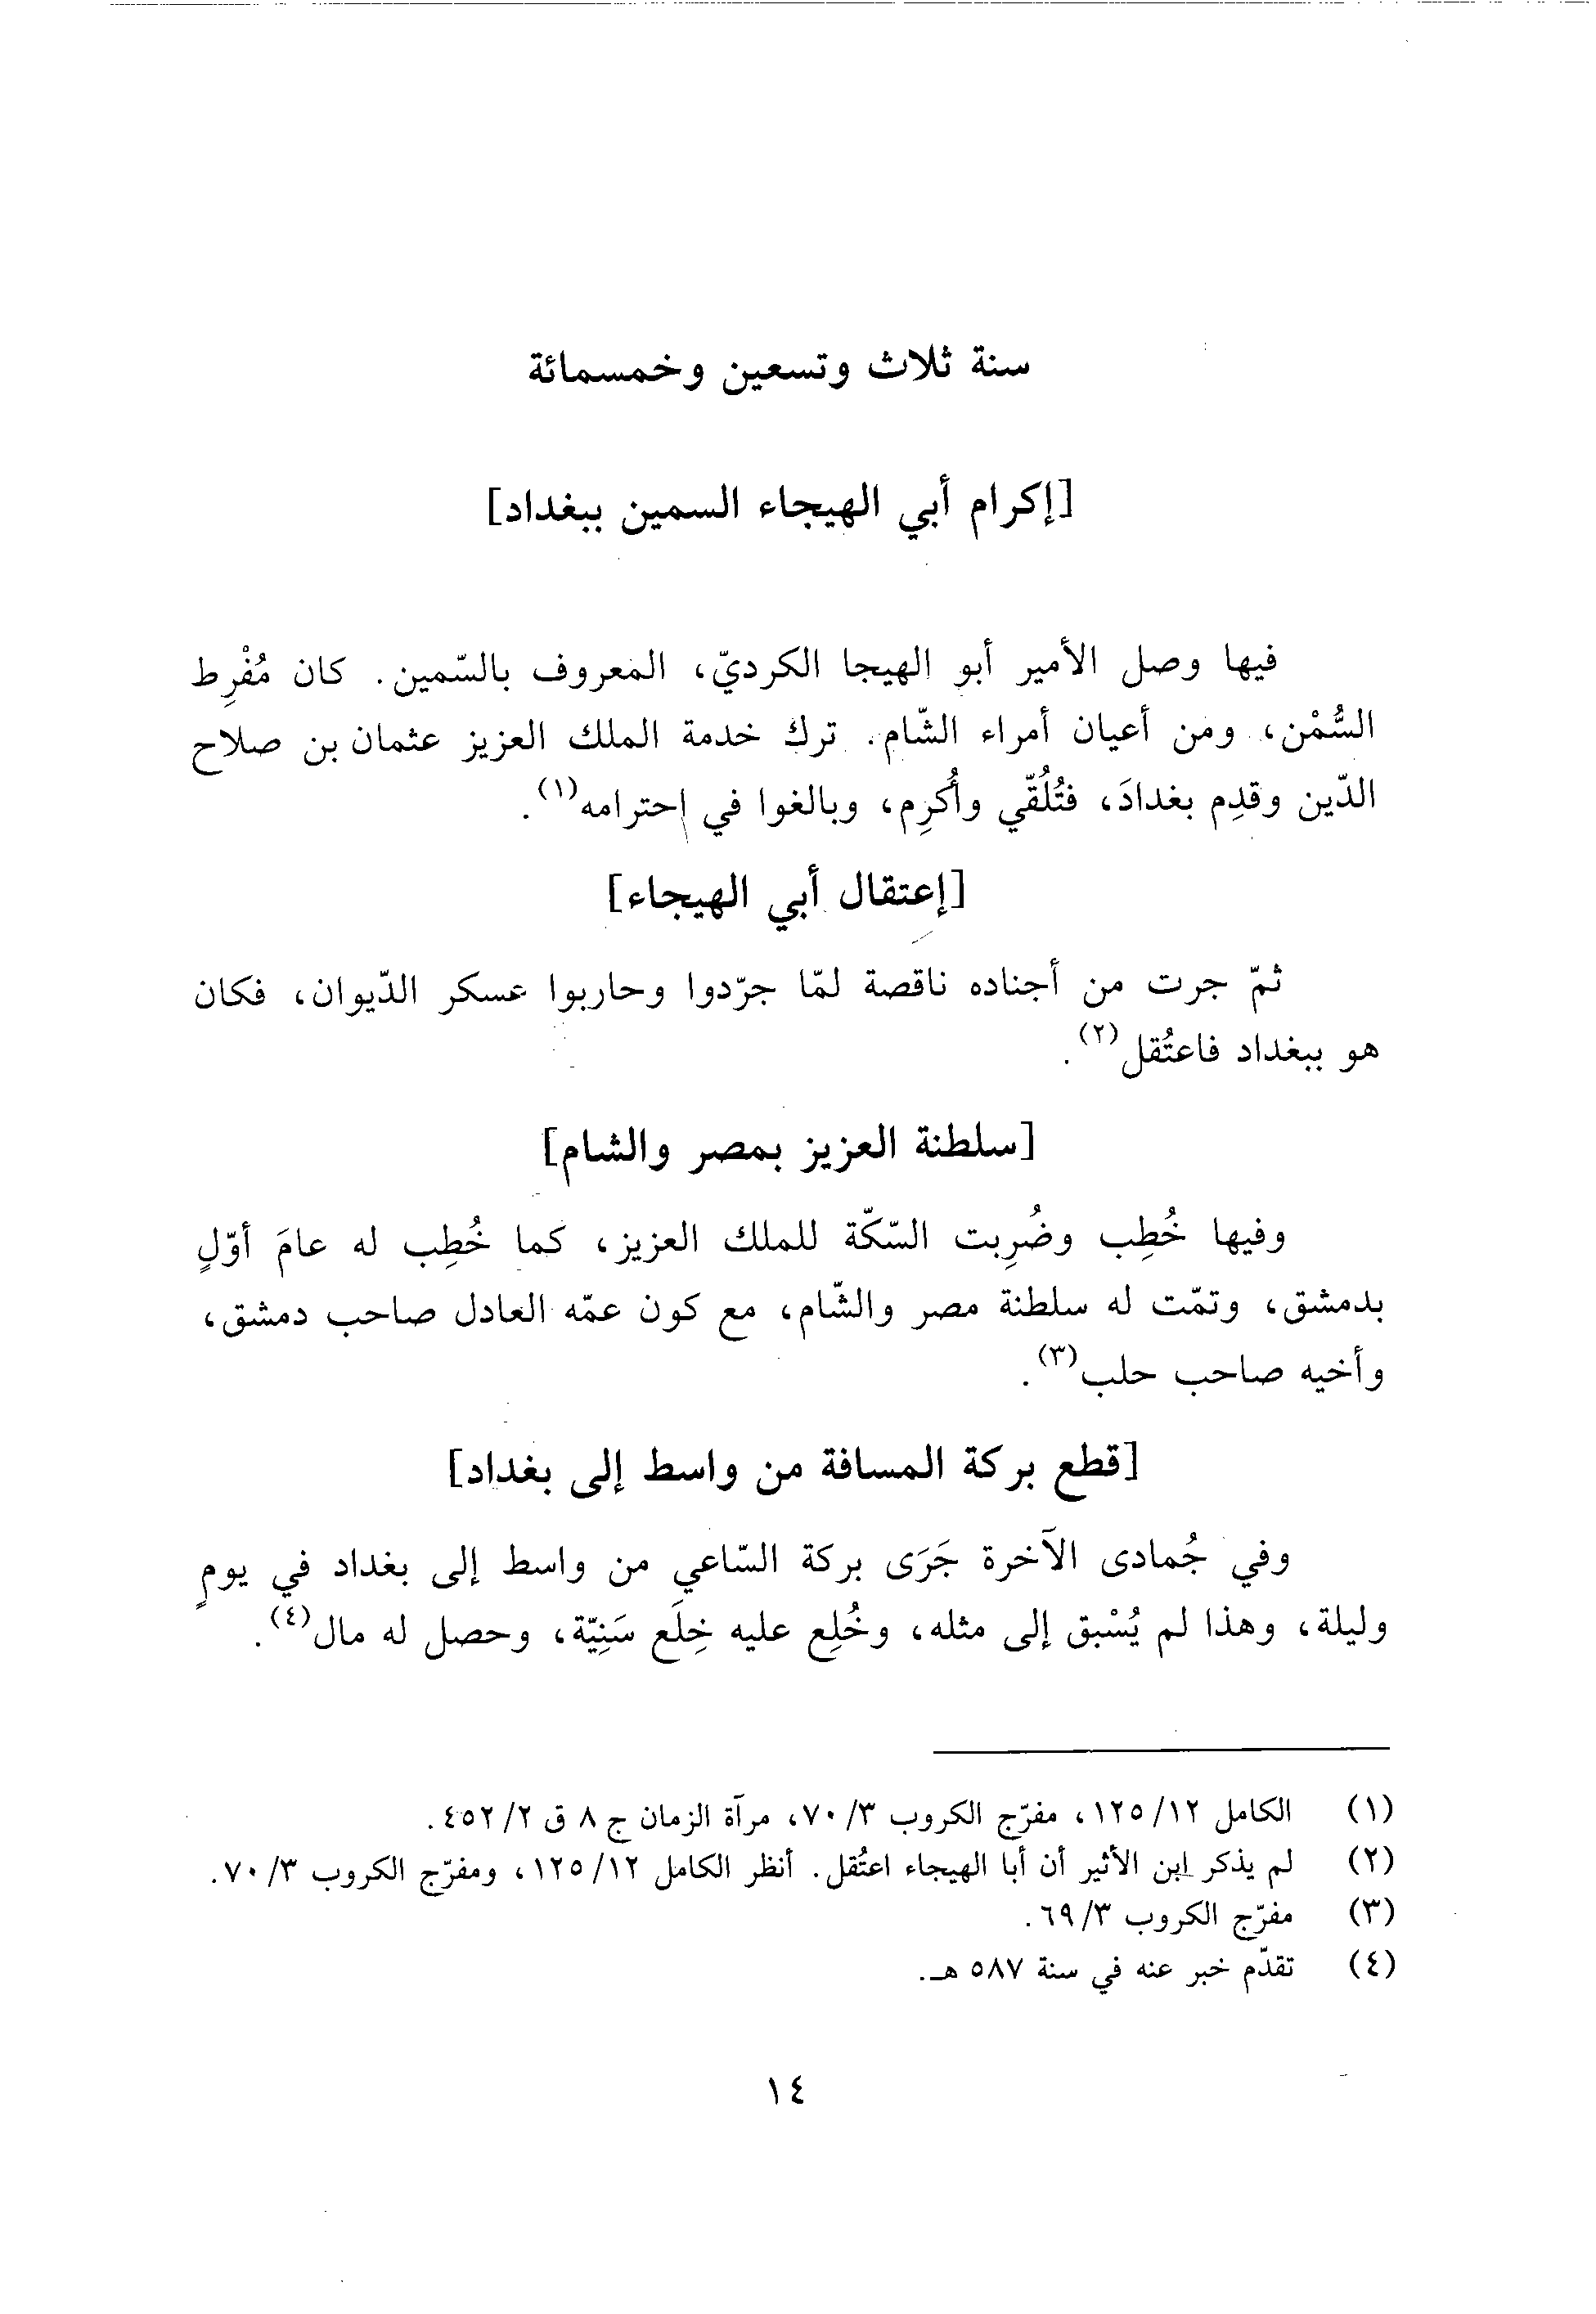 سنة ثلاث وتسعين وخمسمائة
[إكرام أبي الهيجاء السمين ببغداد]
فيها وصل الأمير أبو الهيجا الكرديّ، المعروف بالسّمين. كان مُفْرِط
السُّمْن، ومن أعيان أمراء الشّام. ترك خدمة الملك العزيز عثمان بن صلاح
الدّين وقدِم بغدادَ، فتُلُقّي وأُكرِم، وبالغوا في إحترامه(١).
[إعتقال أبي الهيجاء]
ثمّ جرت من أجناده ناقصة لمّا جرّدوا وحاربوا عسكر الدّيوان، فكان
هو ببغداد فاعتُقل(٢).
[سلطنة العزيز بمصر والشام]
وفيها خُطِب وضُرِبت السّكّة للملك العزيز، كما خُطِب له عامَ أوّلٍ
بدمشق، وتمّت له سلطنة مصر والشّام، مع كون عمّه العادل صاحب دمشق،
وأخيه صاحب حلب(٣).
[قطع بركة المسافة من واسط إلى بغداد]
وفي جُمادى الآخرة جَرَى بركة السّاعي من واسط إلى بغداد في يومٍ
وليلة، وهذا لم يُسْبق إلى مثله، وخُلِع عليه خِلَع سَنِيّة، وحصل له مال(٤).
(١) الكامل ١٢/ ١٢٥، مفرّج الكروب ٣/ ٧٠، مرآة الزمان ج ٨ ق ٢/ ٤٥٢.
(٢) لم يذكر إبن الأثير أن أبا الهيجاء اعتُقل. أنظر الكامل ١٢/ ١٢٥، ومفرّج الكروب ٣/ ٧٠.
(٣) مفرّج الكروب ٣/ ٦٩.
(٤) تقدّم خبر عنه في سنة ٥٨٧ هـ.
١٤